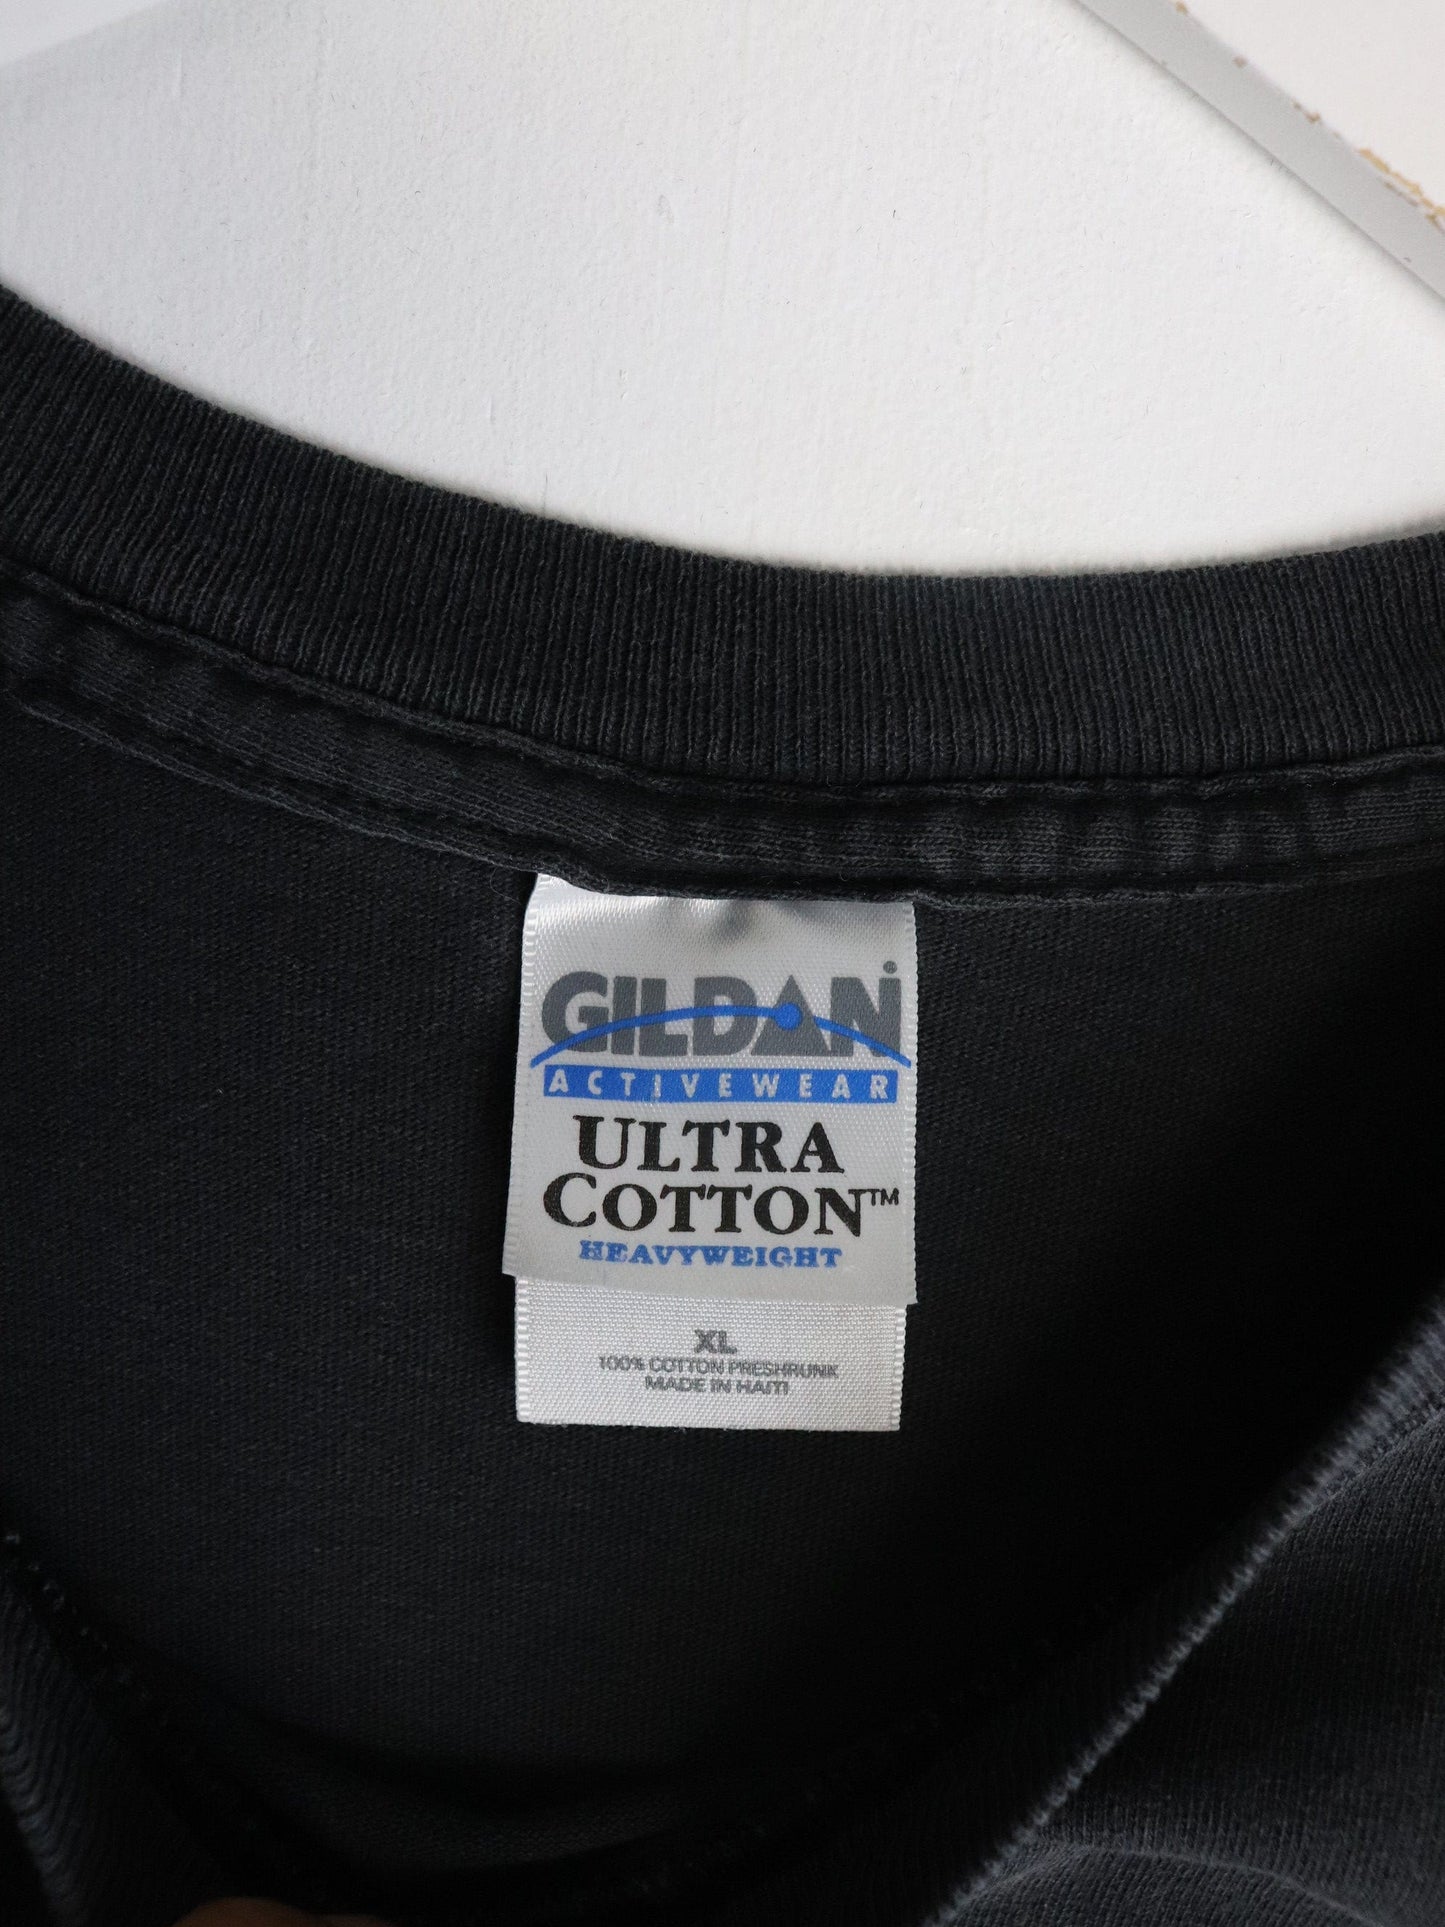 GILDAN®
ACTIVEWEAR
ULTRA
COTTON™
HEAVYWEIGHT
XL
100% COTTON PRESHRUNK
MADE IN HAITI